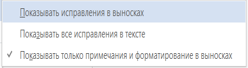 Показывать исправления в выносках
Показывать все исправления в тексте
Показывать только примечания и форматирование в выносках